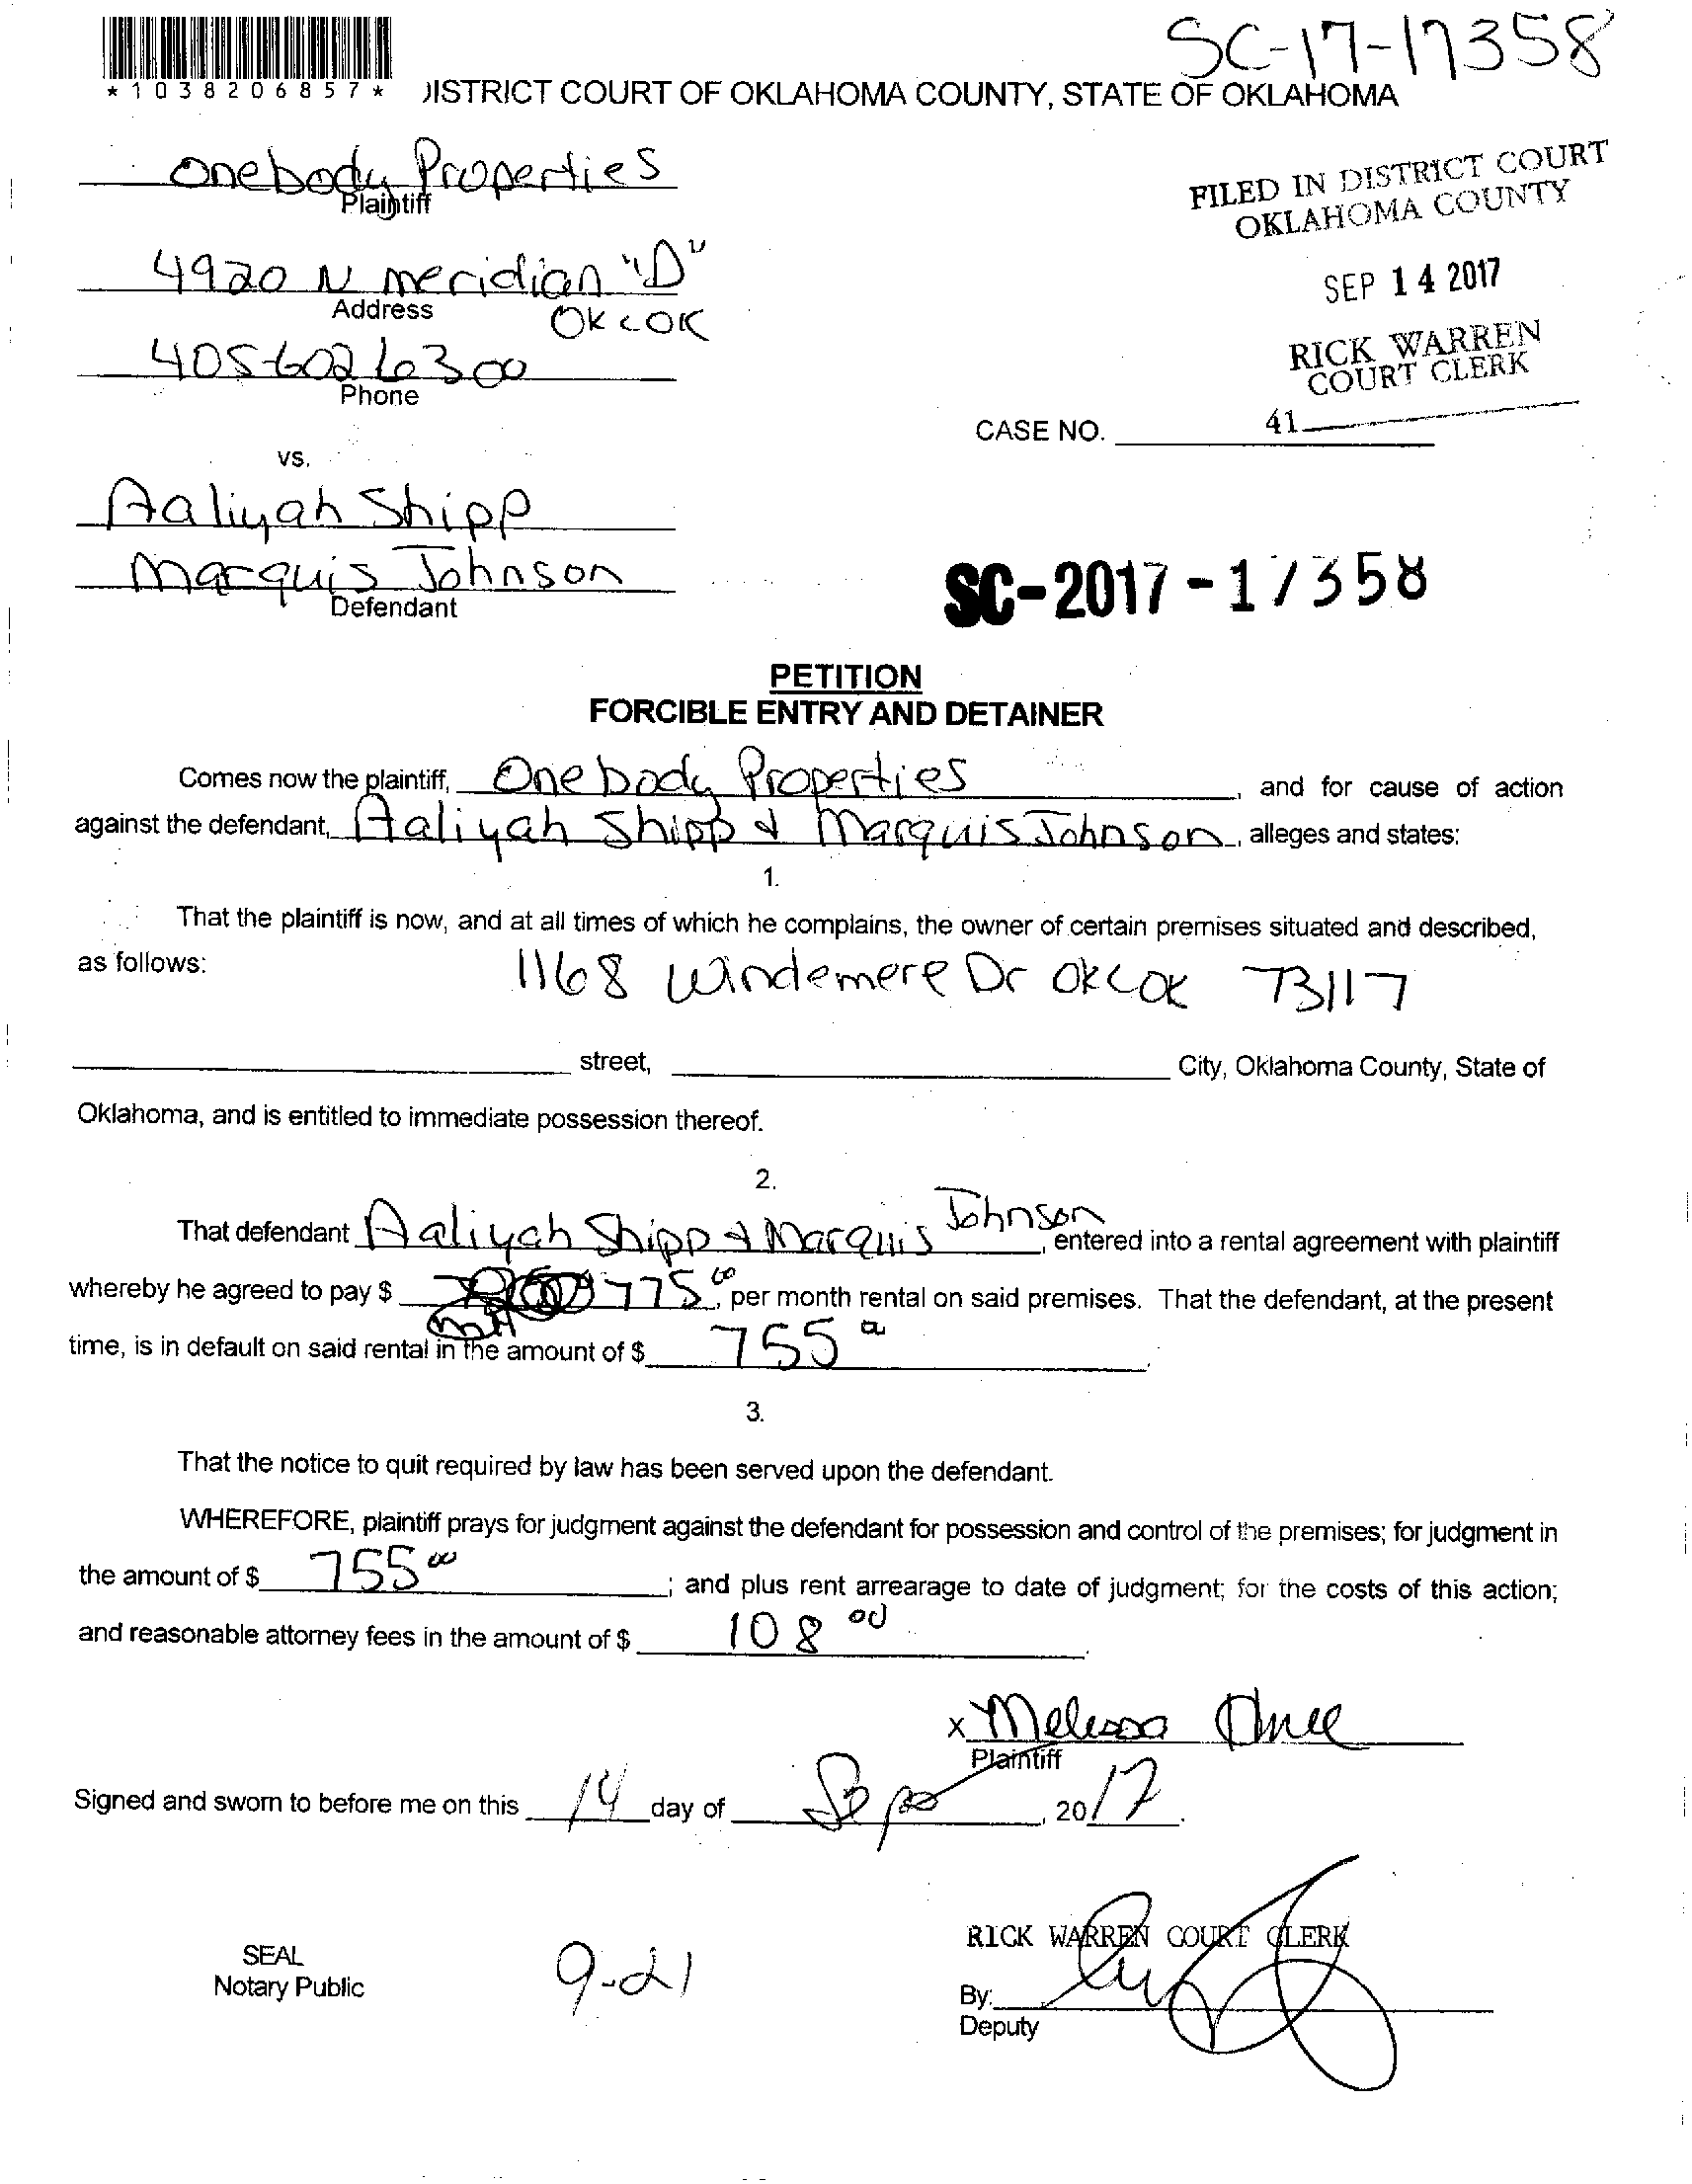 SC-17-17358
*1038206857*
DISTRICT COURT OF OKLAHOMA COUNTY, STATE OF OKLAHOMA
Onebody Properties
Plaintiff
FILED IN DISTRICT COURT
OKLAHOMA COUNTY
4920 N meridian "D"
Address
OKC OK
SEP 14 2017
405-602 6300
Phone
RICK WARREN
COURT CLERK
CASE NO.
41
vs.
Aaliyah Shipp
Marquis Johnson
Defendant
SC-2017-17358
PETITION
FORCIBLE ENTRY AND DETAINER
Comes now the plaintiff, Onebody Properties, and for cause of action
against the defendant, Aaliyah Shipp & Marquis Johnson, alleges and states:
1.
That the plaintiff is now, and at all times of which he complains, the owner of certain premises situated and described,
as follows: 1168 Windemere Dr OKC OK 73117
street, City, Oklahoma County, State of
Oklahoma, and is entitled to immediate possession thereof.
2.
That defendant Aaliyah Shipp & Marquis Johnson, entered into a rental agreement with plaintiff
whereby he agreed to pay $ 775 00, per month rental on said premises. That the defendant, at the present
time, is in default on said rental in the amount of $ 755 00.
3.
That the notice to quit required by law has been served upon the defendant.
WHEREFORE, plaintiff prays for judgment against the defendant for possession and control of the premises; for judgment in
the amount of $ 755 00; and plus rent arrearage to date of judgment; for the costs of this action;
and reasonable attorney fees in the amount of $ 108 00.
x Melissa
Plaintiff
Signed and sworn to before me on this 14 day of Sep, 2017.
RICK WARREN COURT CLERK
SEAL
Notary Public
9-21
By:
Deputy